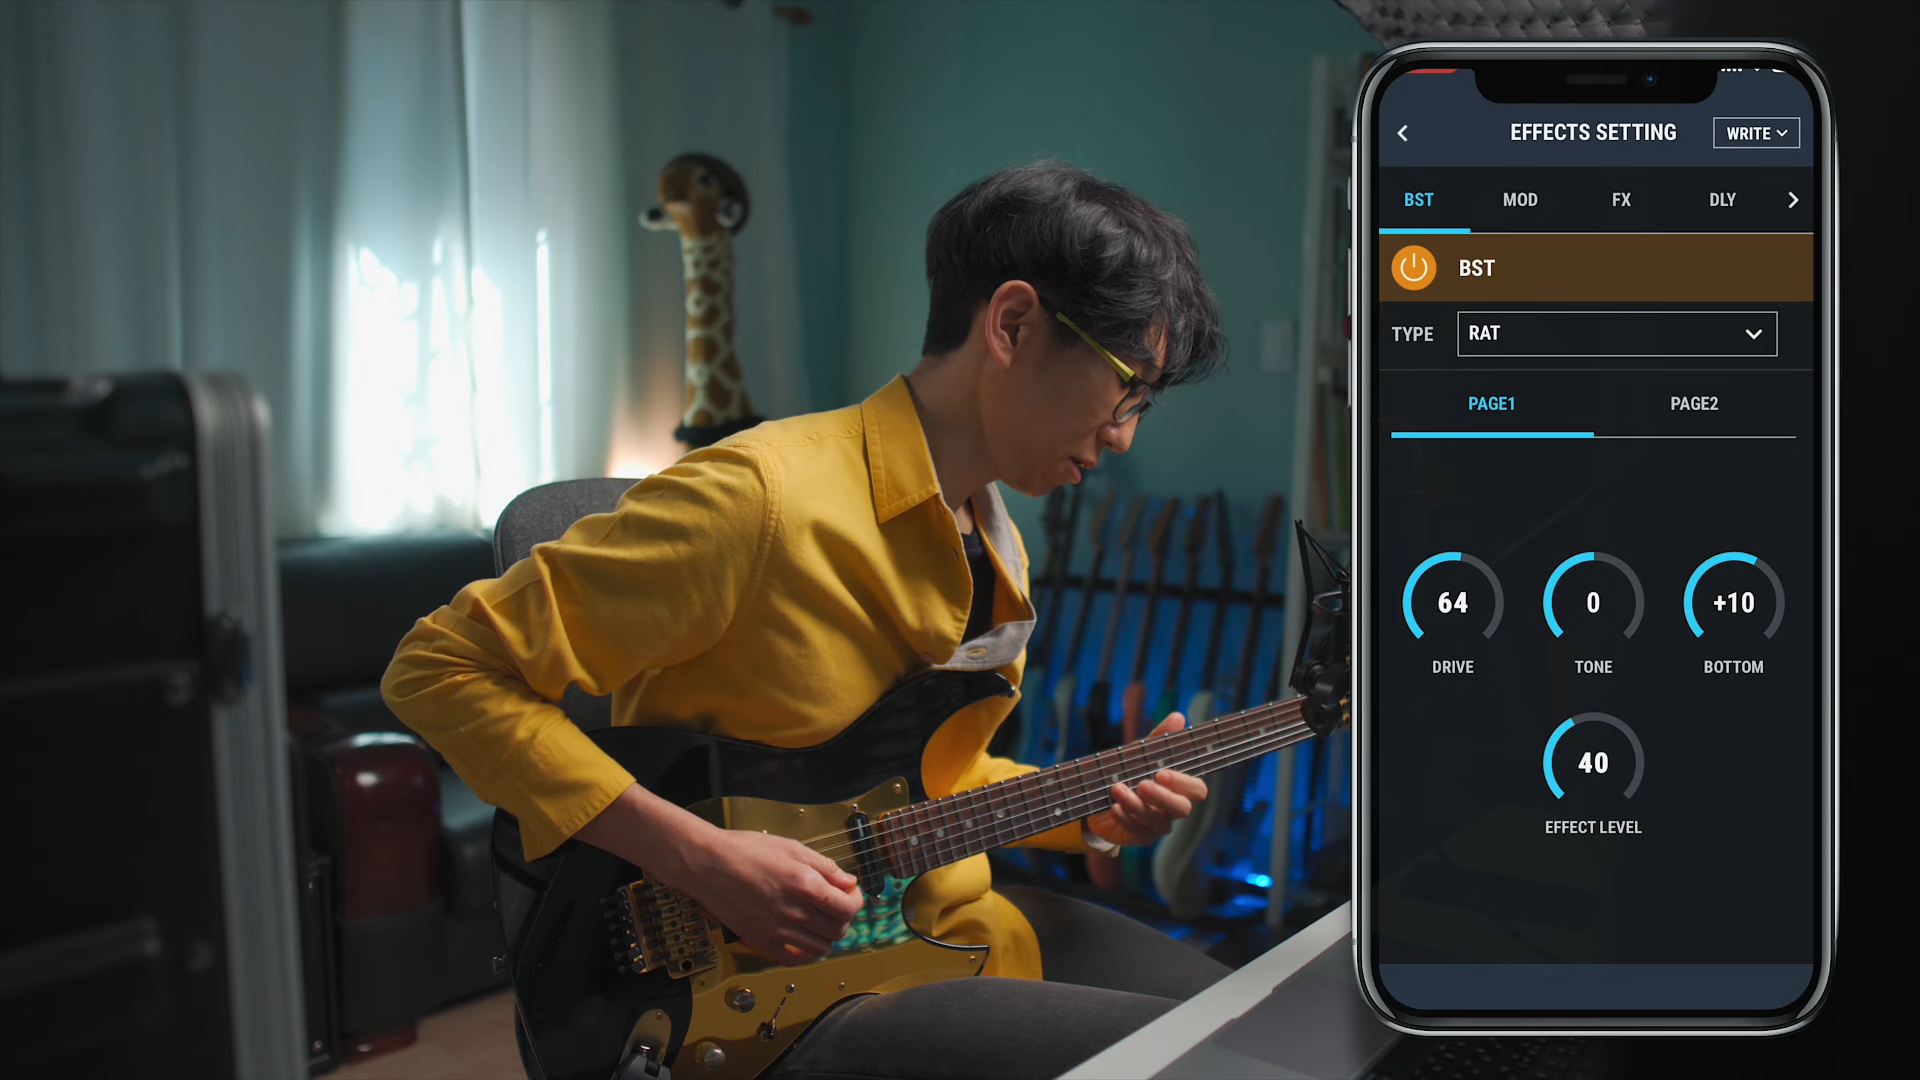 EFFECTS SETTING
WRITE
BST MOD FX DLY
BST
TYPE RAT
PAGE1 PAGE2
64 0 +10
DRIVE TONE BOTTOM
40
EFFECT LEVEL